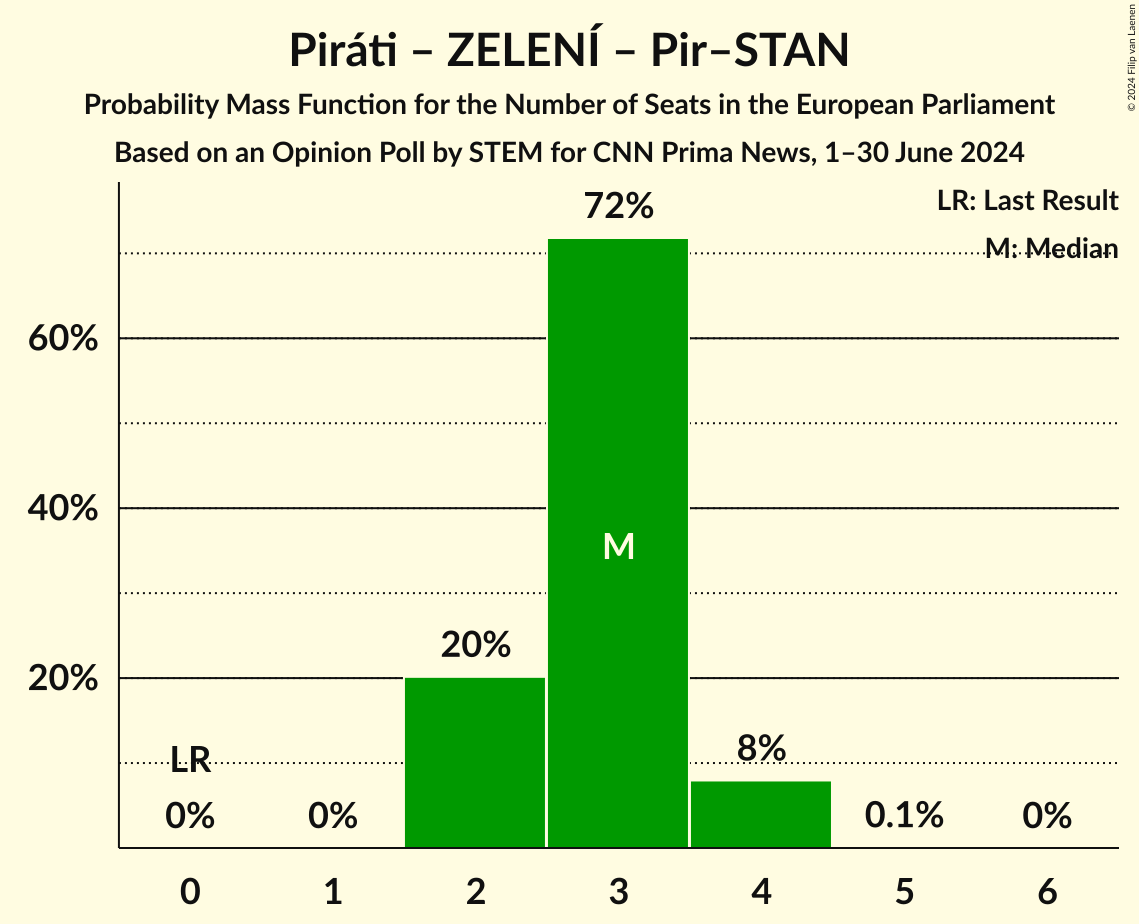 Piráti – ZELENÍ – Pir–STAN
Probability Mass Function for the Number of Seats in the European Parliament
Based on an Opinion Poll by STEM for CNN Prima News, 1–30 June 2024
© 2024 Filip van Laenen
LR: Last Result
M: Median
72%
60%
40%
M
20%
20%
LR
8%
0%
0%
0.1%
0%
0
1
2
3
4
5
6